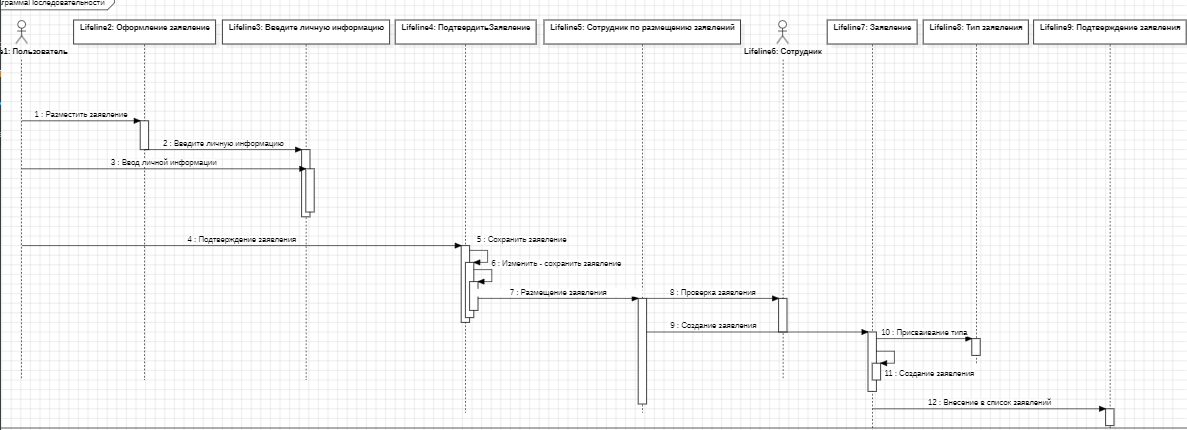 граммаПоследовательности
Lifeline2: Оформление заявление
Lifeline3: Введите личную информацию
Lifeline4: ПодтвердитьЗаявление
Lifeline5: Сотрудник по размещению заявлений
Lifeline7: Заявление
Lifeline8: Тип заявления
Lifeline9: Подтверждение заявления
e1: Пользователь
Lifeline6: Сотрудник
1 : Разместить заявление
2 : Введите личную информацию
3 : Ввод личной информации
4 : Подтверждение заявления
5 : Сохранить заявление
6 : Изменить - сохранить заявление
7 : Размещение заявления
8 : Проверка заявления
9 : Создание заявления
10 : Присваивание типа
11 : Создание заявления
12 : Внесение в список заявлений